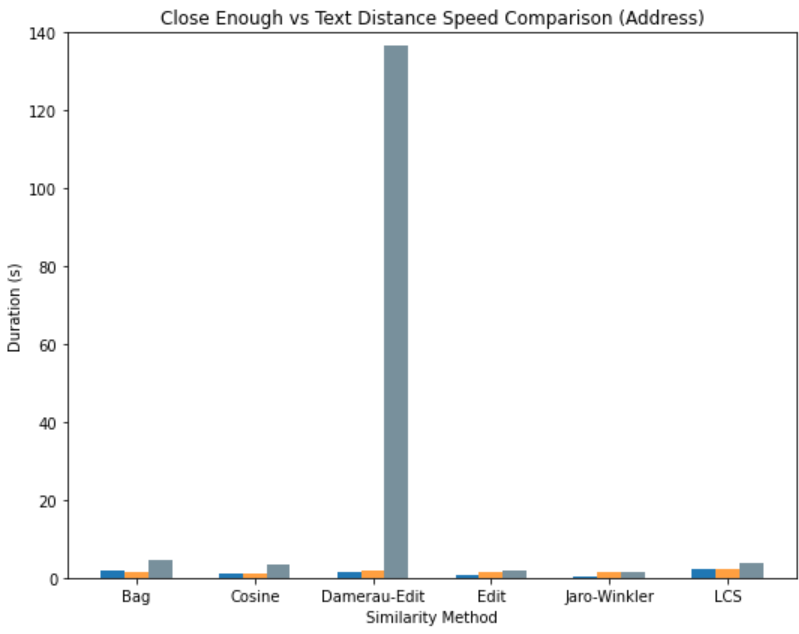 Close Enough vs Text Distance Speed Comparison (Address)
140
120
100
80
60
40
20
0
Duration (s)
Bag Cosine Damerau-Edit Edit Jaro-Winkler LCS
Similarity Method